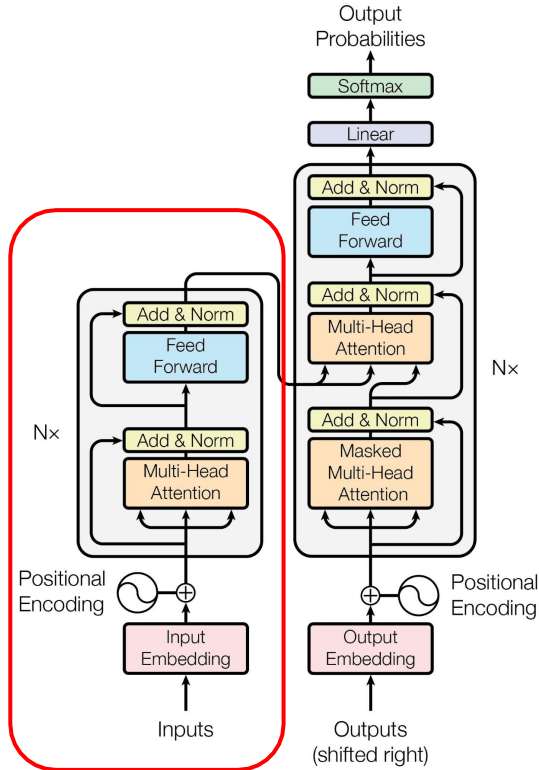 Output
Probabilities
Softmax
Linear
Add & Norm
Feed
Forward
Add & Norm
Multi-Head
Attention
Add & Norm
Masked
Multi-Head
Attention
N×
Positional
Encoding
Output
Embedding
Outputs
(shifted right)
Add & Norm
Feed
Forward
Add & Norm
Multi-Head
Attention
N×
Positional
Encoding
Input
Embedding
Inputs